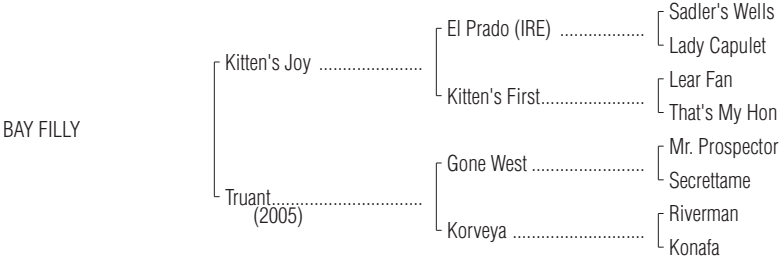 Sadler's Wells
El Prado (IRE) ..................
Lady Capulet
Kitten's Joy ......................
Lear Fan
Kitten's First......................
That's My Hon
BAY FILLY
Mr. Prospector
Gone West ........................
Secrettame
Truant................................
(2005)
Riverman
Korveya ............................
Konafa